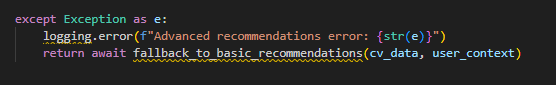 except Exception as e:
    logging.error(f"Advanced recommendations error: {str(e)}")
    return await fallback_to_basic_recommendations(cv_data, user_context)